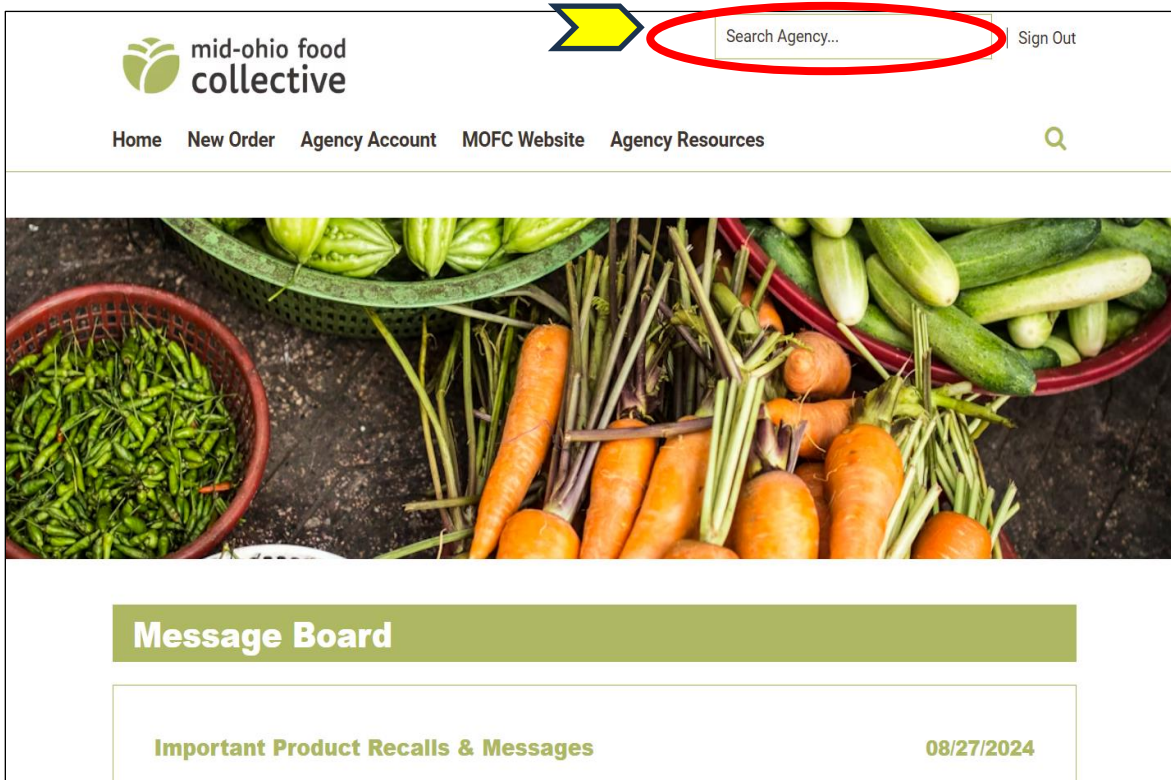 mid-ohio food
collective
Search Agency...
| Sign Out
Home New Order Agency Account MOFC Website Agency Resources
Message Board
Important Product Recalls & Messages 08/27/2024